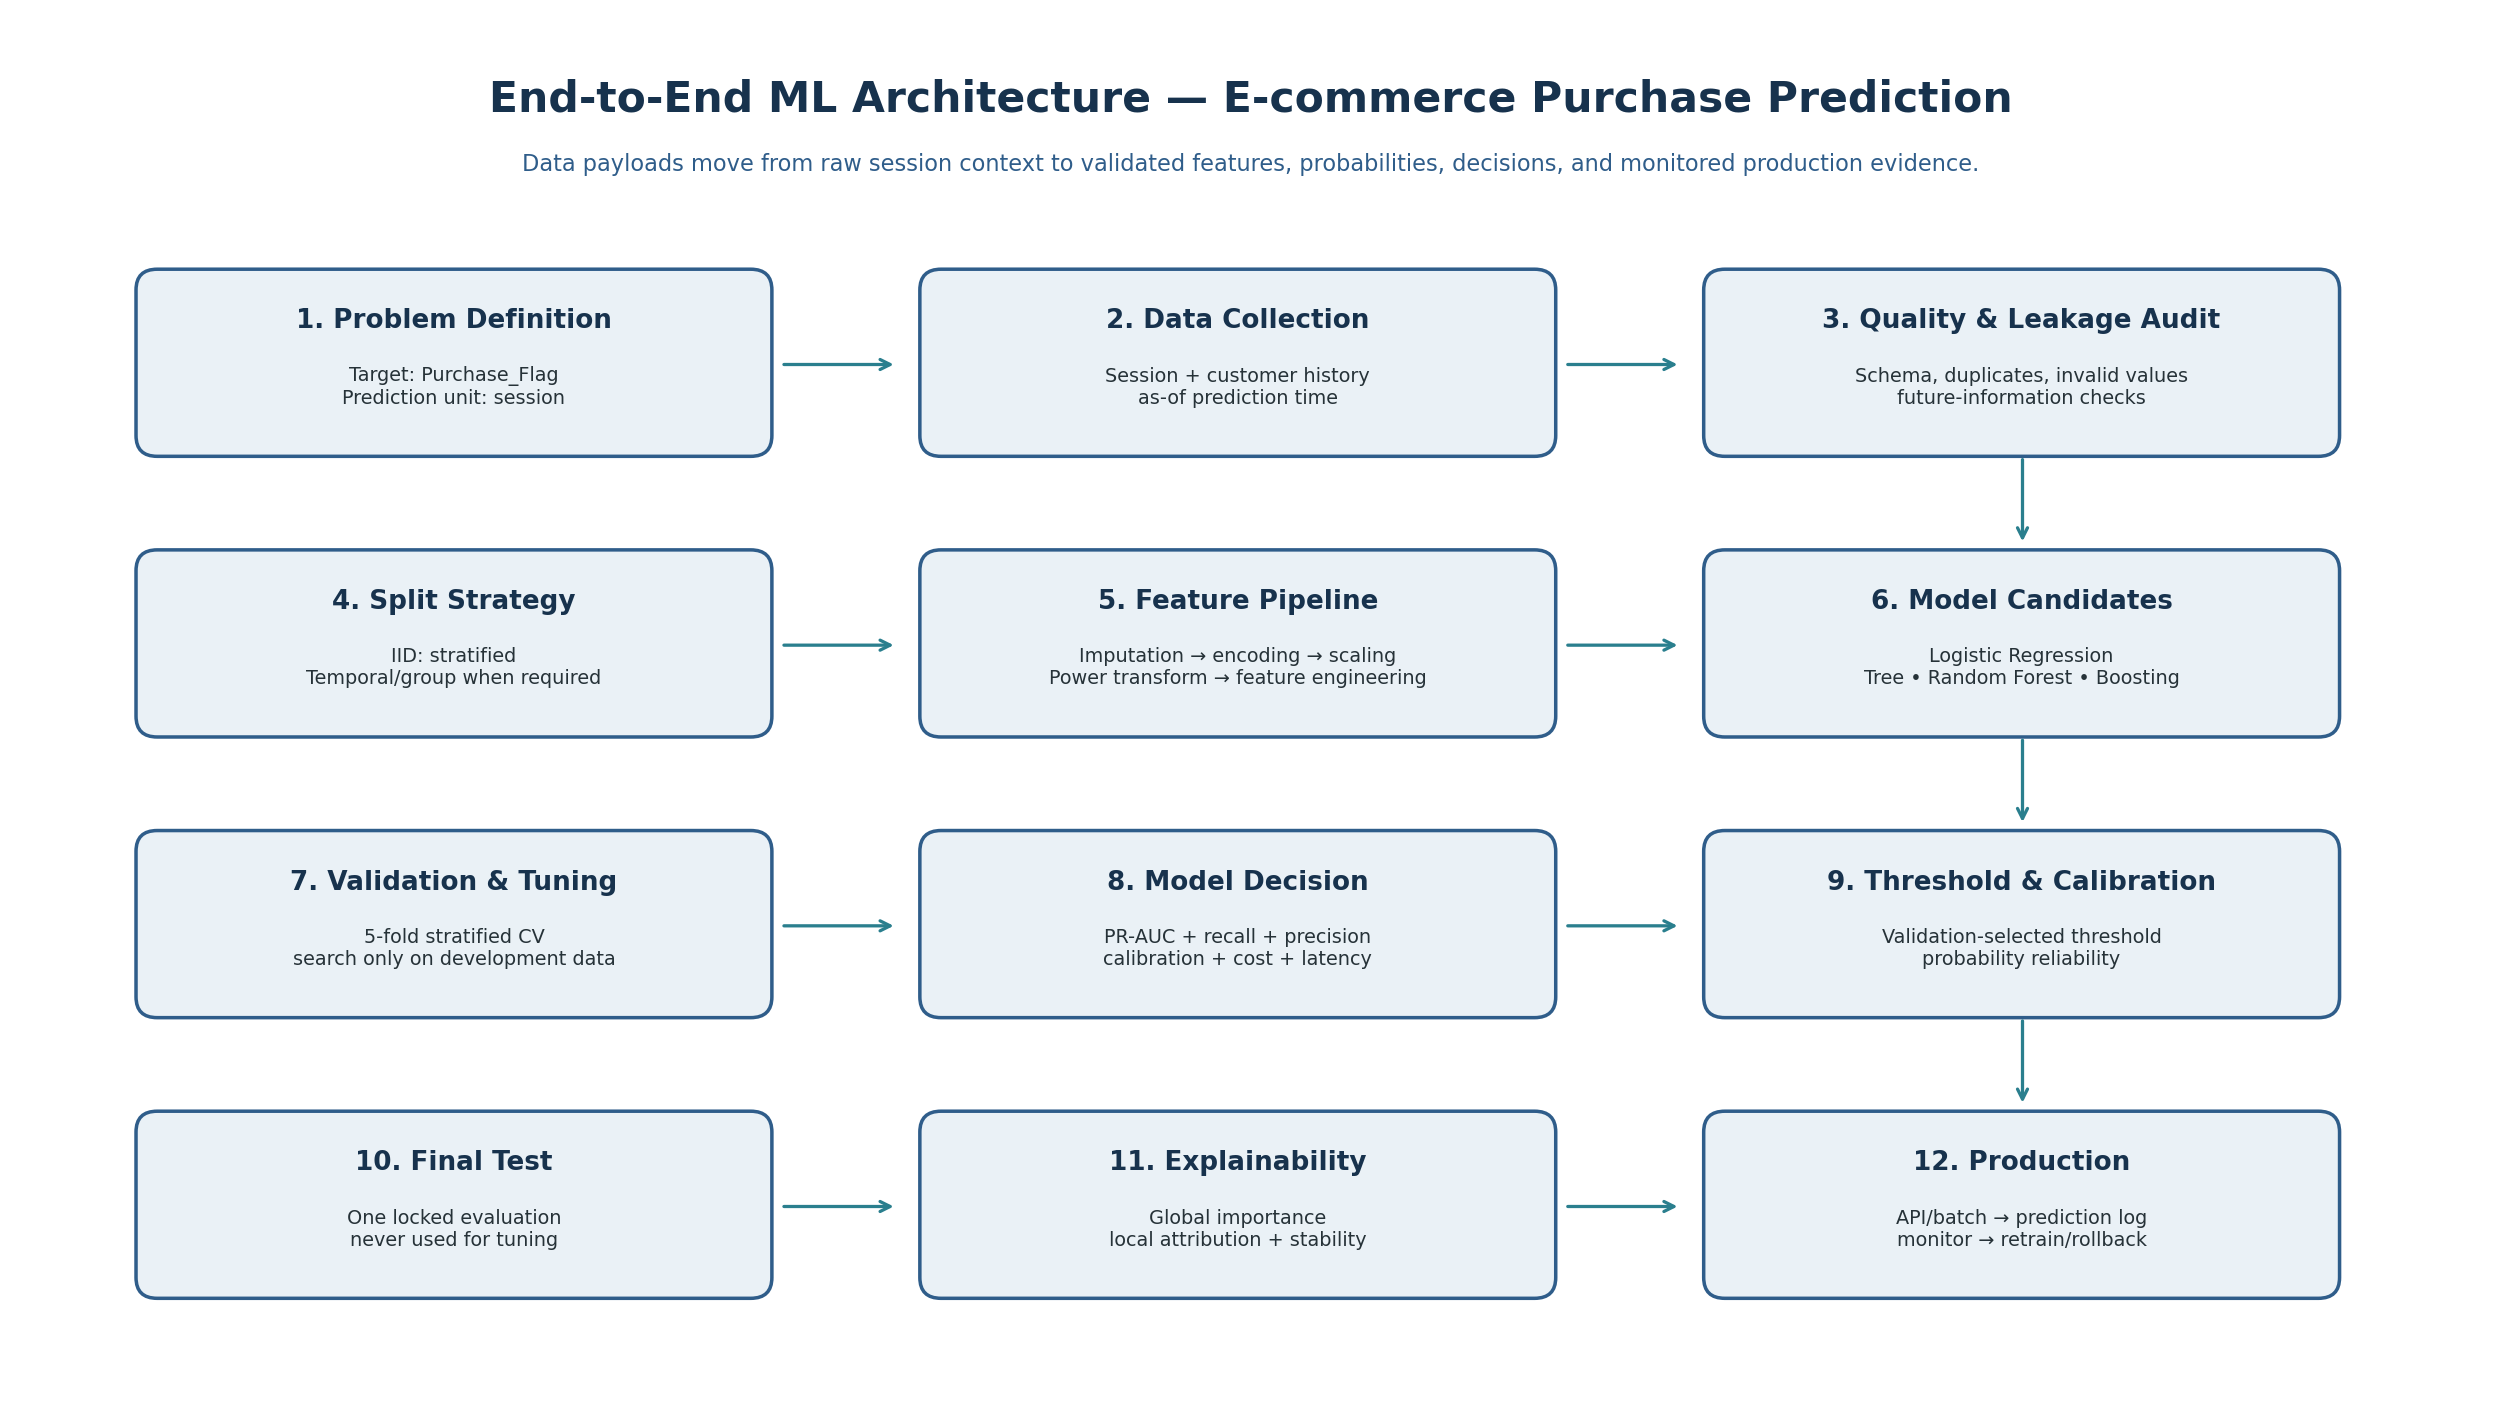 End-to-End ML Architecture — E-commerce Purchase Prediction
Data payloads move from raw session context to validated features, probabilities, decisions, and monitored production evidence.
1. Problem Definition
Target: Purchase_Flag
Prediction unit: session
2. Data Collection
Session + customer history
as-of prediction time
3. Quality & Leakage Audit
Schema, duplicates, invalid values
future-information checks
4. Split Strategy
IID: stratified
Temporal/group when required
5. Feature Pipeline
Imputation → encoding → scaling
Power transform → feature engineering
6. Model Candidates
Logistic Regression
Tree • Random Forest • Boosting
7. Validation & Tuning
5-fold stratified CV
search only on development data
8. Model Decision
PR-AUC + recall + precision
calibration + cost + latency
9. Threshold & Calibration
Validation-selected threshold
probability reliability
10. Final Test
One locked evaluation
never used for tuning
11. Explainability
Global importance
local attribution + stability
12. Production
API/batch → prediction log
monitor → retrain/rollback